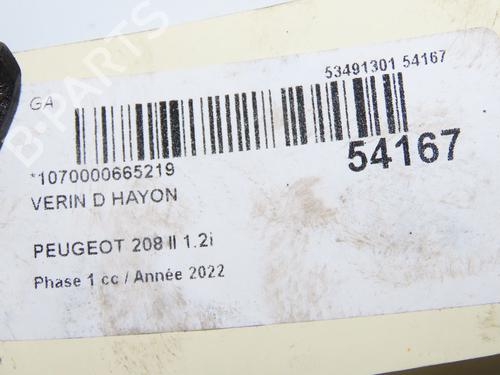 B-PARTS
GA
53491301 54167
*1070000665219
54167
VERIN D HAYON
PEUGEOT 208 II 1.2i
Phase 1 cc / Année 2022